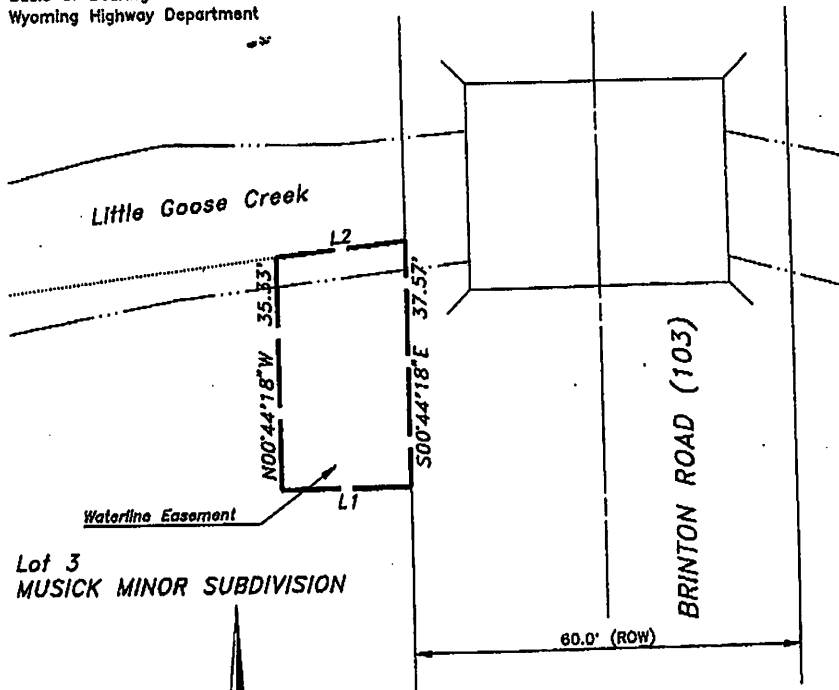 Wyoming Highway Department
Little Goose Creek
L2
N00°44'18"W 35.33'
S00°44'18"E 37.57'
L1
Waterline Easement
Lot 3
MUSICK MINOR SUBDIVISION
BRINTON ROAD (103)
60.0' (ROW)